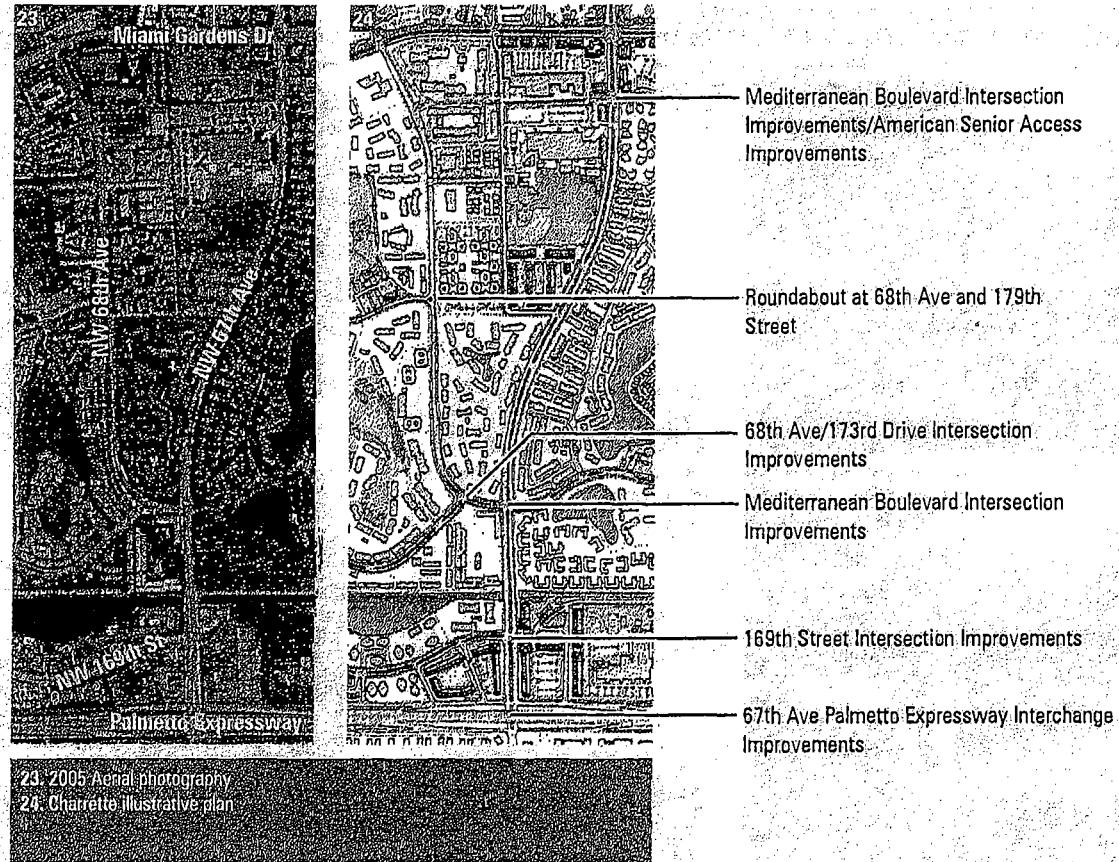 23
Miami Gardens Dr
NW 68th Ave
NW 67th Ave
NW 169th St
Palmetto Expressway
24
Mediterranean Boulevard Intersection
Improvements/American Senior Access
Improvements
Roundabout at 68th Ave and 179th
Street
68th Ave/173rd Drive Intersection
Improvements
Mediterranean Boulevard Intersection
Improvements
169th Street Intersection Improvements
67th Ave Palmetto Expressway Interchange
Improvements
23. 2005 Aerial photography
24. Charrette illustrative plan